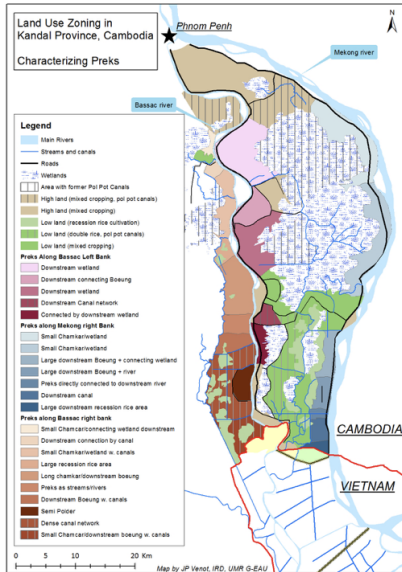 Land Use Zoning in
Kandal Province, Cambodia
Characterizing Preks
Phnom Penh
N
Mekong river
Bassac river
Legend
Main Rivers
Streams and canals
Roads
Wetlands
Area with former Pol Pot Canals
High land (mixed cropping, pol pot canals)
High land (mixed cropping)
Low land (recession rice cultivation)
Low land (double rice, pol pot canals)
Low land (mixed cropping)
Preks Along Bassac Left Bank
Downstream wetland
Downstream connecting Boeung
Downstream wetland
Downstream Canal network
Connected by downstream wetland
Preks along Mekong right Bank
Small Chamkar/wetland
Small Chamkar/wetland
Large downstream Boeung + connecting wetland
Large downstream Boeung + river
Preks directly connected to downstream river
Downstream canal
Large downstream recession rice area
Preks along Bassac right bank
Small Chamcar/connecting wetland downstream
Downstream connection by canal
Small Chamkar/wetland w. canals
Large recession rice area
Long chamkar/downstream boeung
Preks as streams/rivers
Downstream Boeung w. canals
Semi Polder
Dense canal network
Small Chamcar/downstream boeung w. canals
CAMBODIA
VIETNAM
0 5 10 20 Km
Map by JP Venot, IRD, UMR G-EAU